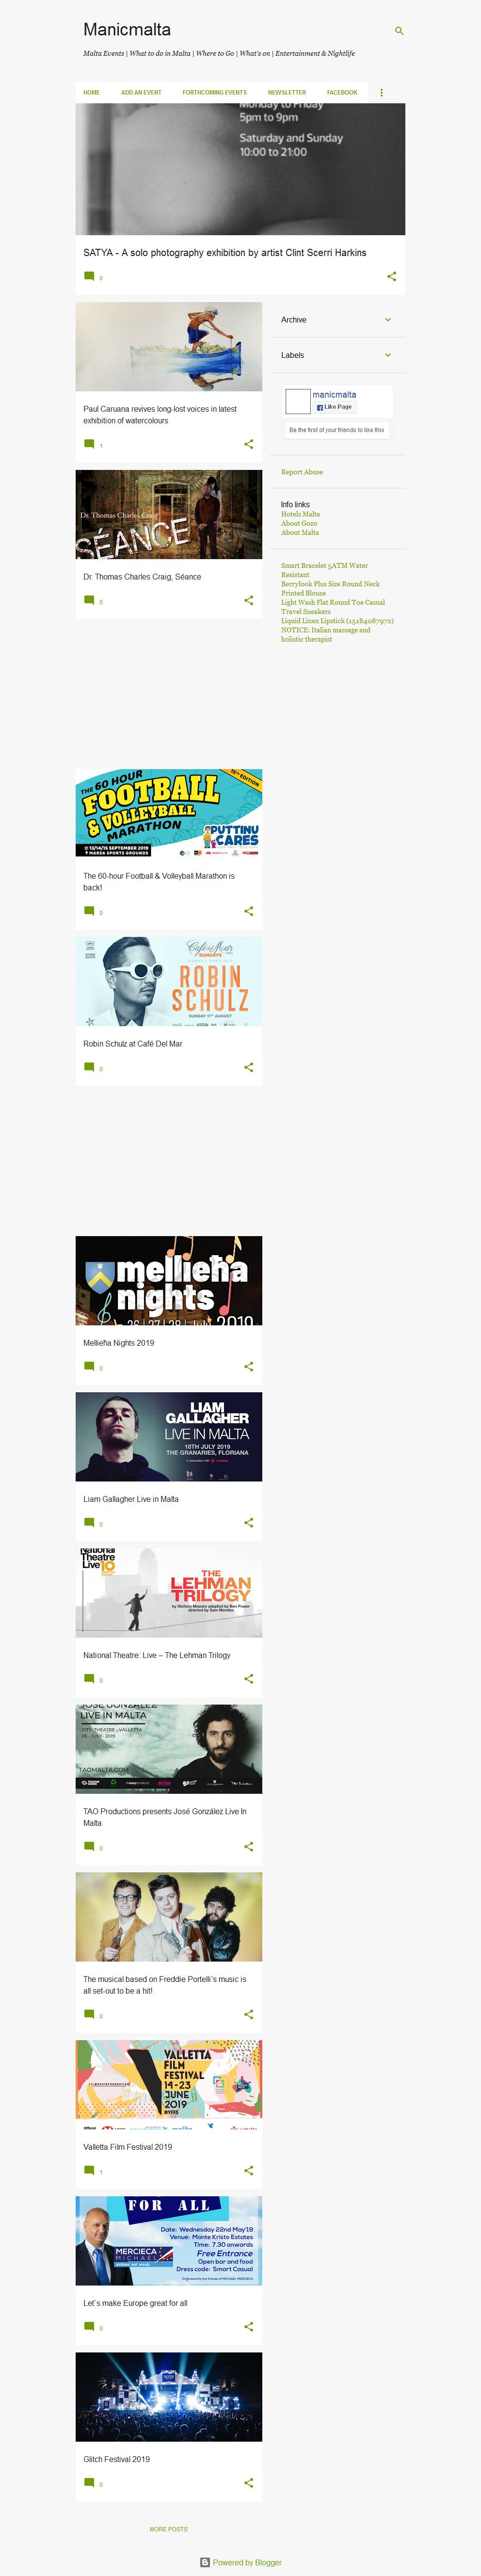 Manicmalta
Malta Events | What to do in Malta | Where to Go | What's on | Entertainment & Nightlife
HOME
ADD AN EVENT
FORTHCOMING EVENTS
NEWSLETTER
FACEBOOK
Monday to Friday
5pm to 9pm
Saturday and Sunday
10:00 to 21:00
SATYA - A solo photography exhibition by artist Clint Scerri Harkins
0
Paul Caruana revives long-lost voices in latest
exhibition of watercolours
1
Dr. Thomas Charles Craig
SÉANCE
Dr. Thomas Charles Craig, Séance
0
THE 60 HOUR
15TH EDITION
FOOTBALL
& VOLLEYBALL
MARATHON
PUTTINU
CARES
13/14/15 SEPTEMBER 2019
MARSA SPORTS GROUNDS
The 60-hour Football & Volleyball Marathon is
back!
0
Café del Mar
SUNDAYS
SUNSET SPECIALS
ROBIN
SCHULZ
SUNDAY 11TH AUGUST
Robin Schulz at Café Del Mar
0
mellieħa
nights
26 | 27 | 28 | July 2019
Mellieħa Nights 2019
0
LIAM
GALLAGHER
LIVE IN MALTA
18TH JULY 2019
THE GRANARIES, FLORIANA
Liam Gallagher Live in Malta
0
National
Theatre
Live 10
THE
LEHMAN
TRILOGY
by Stefano Massini adapted by Ben Power
directed by Sam Mendes
National Theatre: Live – The Lehman Trilogy
0
JOSÉ GONZÁLEZ
LIVE IN MALTA
CITY THEATRE - VALLETTA
05 - JULY - 2019
TAOMALTA.COM
TAO Productions presents José González Live In
Malta
0
The musical based on Freddie Portelli's music is
all set-out to be a hit!
0
VALLETTA
FILM
FESTIVAL
14-23
JUNE
2019
Valletta Film Festival 2019
1
FOR ALL
MERCIECA
MICHAEL
Date: Wednesday 22nd May'19
Venue: Monte Kristo Estates
Time: 7.30 onwards
Free Entrance
Open bar and food
Dress code: Smart Casual
Organised by the friends of MICHAEL MERCIECA
Let`s make Europe great for all
0
Glitch Festival 2019
0
MORE POSTS
Archive
Labels
manicmalta
Like Page
Be the first of your friends to like this
Report Abuse
Info links
Hotels Malta
About Gozo
About Malta
Smart Bracelet 5ATM Water
Resistant
Berrylook Plus Size Round Neck
Printed Blouse
Light Wash Flat Round Toe Casual
Travel Sneakers
Liquid Linen Lipstick (15184087972)
NOTICE: Italian massage and
holistic therapist
Powered by Blogger